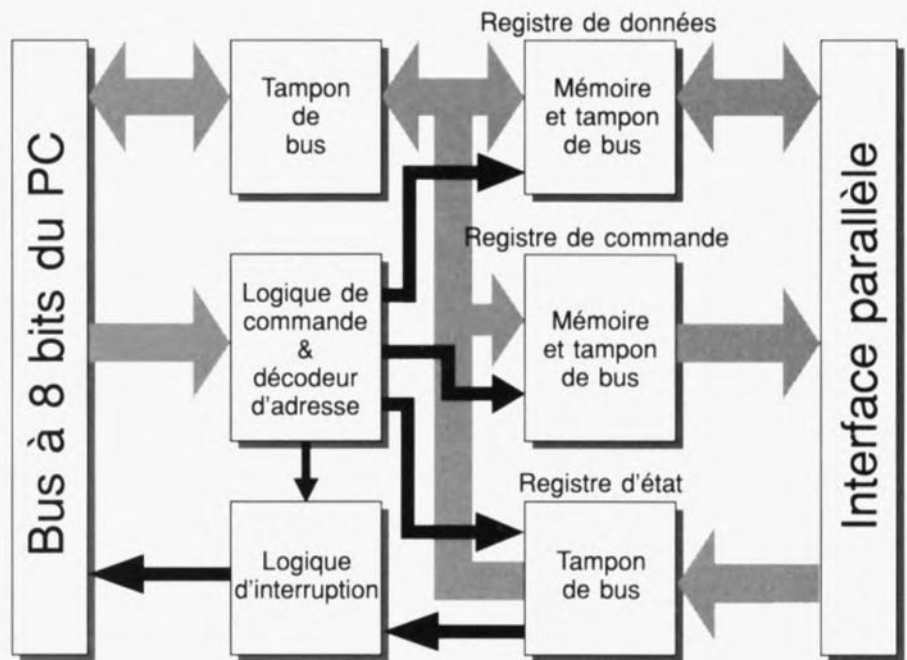 Bus à 8 bits du PC
Tampon
de
bus
Registre de données
Mémoire
et tampon
de bus
Logique de
commande
&
décodeur
d'adresse
Registre de commande
Mémoire
et tampon
de bus
Logique
d'interruption
Registre d'état
Tampon
de bus
Interface parallèle